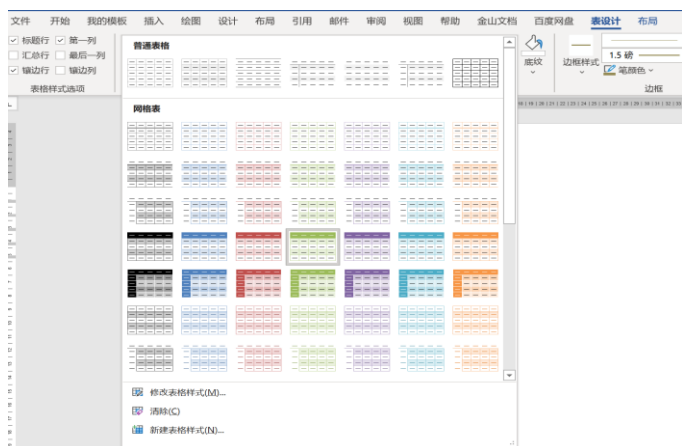 文件 开始 我的模板 插入 绘图 设计 布局 引用 邮件 审阅 视图 帮助 金山文档 百度网盘 表设计 布局
标题行 第一列
汇总行 最后一列
镶边行 镶边列
表格样式选项
普通表格
网格表
修改表格样式(M)...
清除(C)
新建表格样式(N)...
底纹
边框样式
1.5 磅
笔颜色
边框